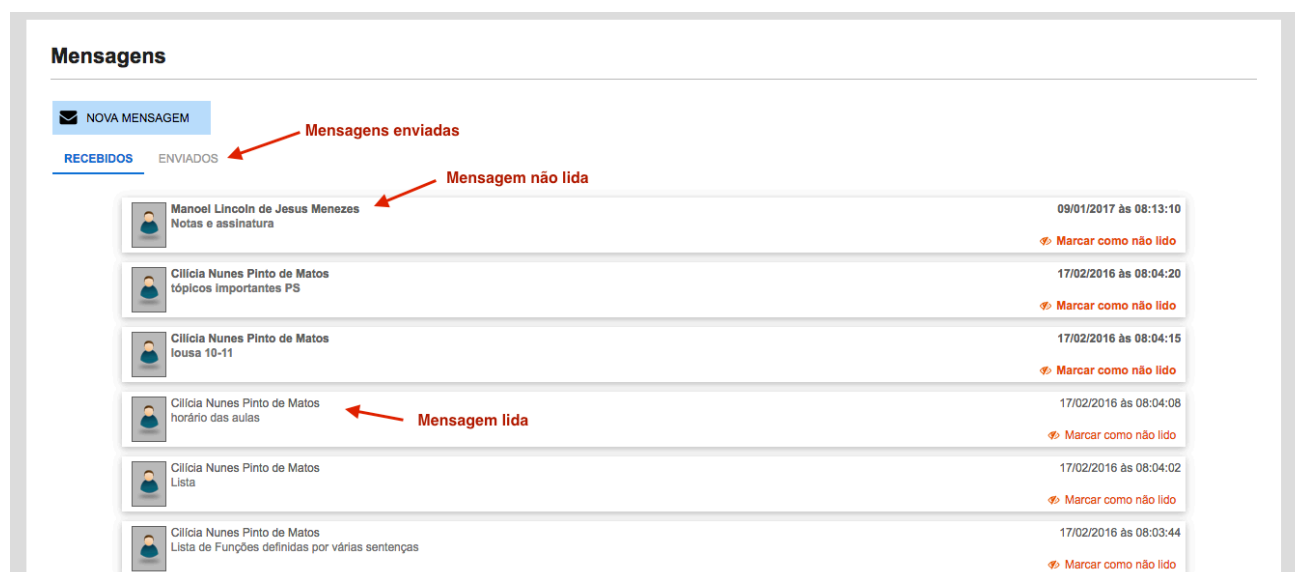 Mensagens
NOVA MENSAGEM
Mensagens enviadas
RECEBIDOS ENVIADOS
Mensagem não lida
Manoel Lincoln de Jesus Menezes 09/01/2017 às 08:13:10
Notas e assinatura
Marcar como não lido
Cilícia Nunes Pinto de Matos 17/02/2016 às 08:04:20
tópicos importantes PS
Marcar como não lido
Cilícia Nunes Pinto de Matos 17/02/2016 às 08:04:15
lousa 10-11
Marcar como não lido
Cilícia Nunes Pinto de Matos 17/02/2016 às 08:04:08
horário das aulas
Mensagem lida
Marcar como não lido
Cilícia Nunes Pinto de Matos 17/02/2016 às 08:04:02
Lista
Marcar como não lido
Cilícia Nunes Pinto de Matos 17/02/2016 às 08:03:44
Lista de Funções definidas por várias sentenças
Marcar como não lido